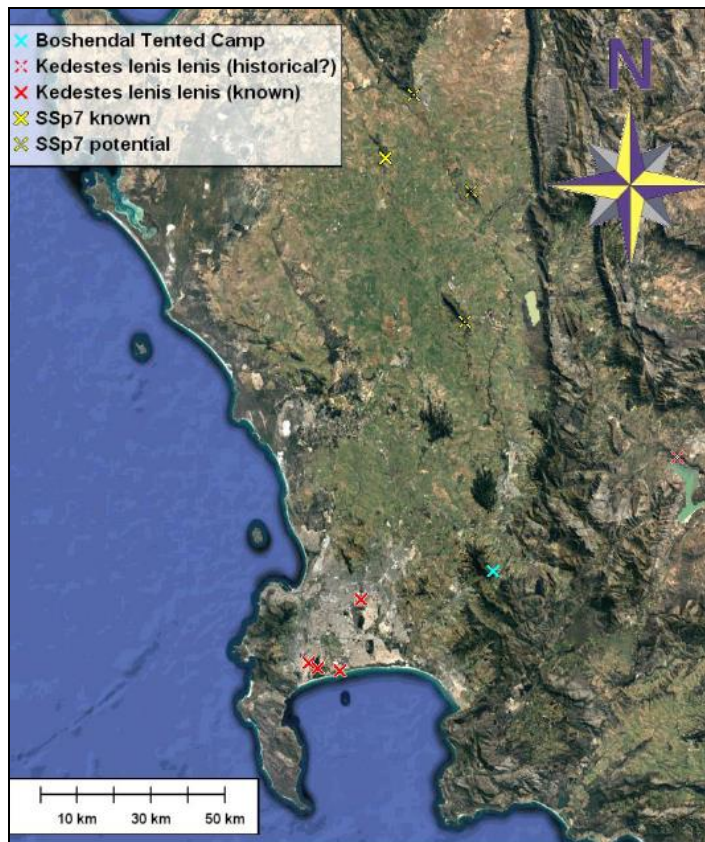 Boshendal Tented Camp
Kedestes lenis lenis (historical?)
Kedestes lenis lenis (known)
SSp7 known
SSp7 potential
N
10 km 30 km 50 km